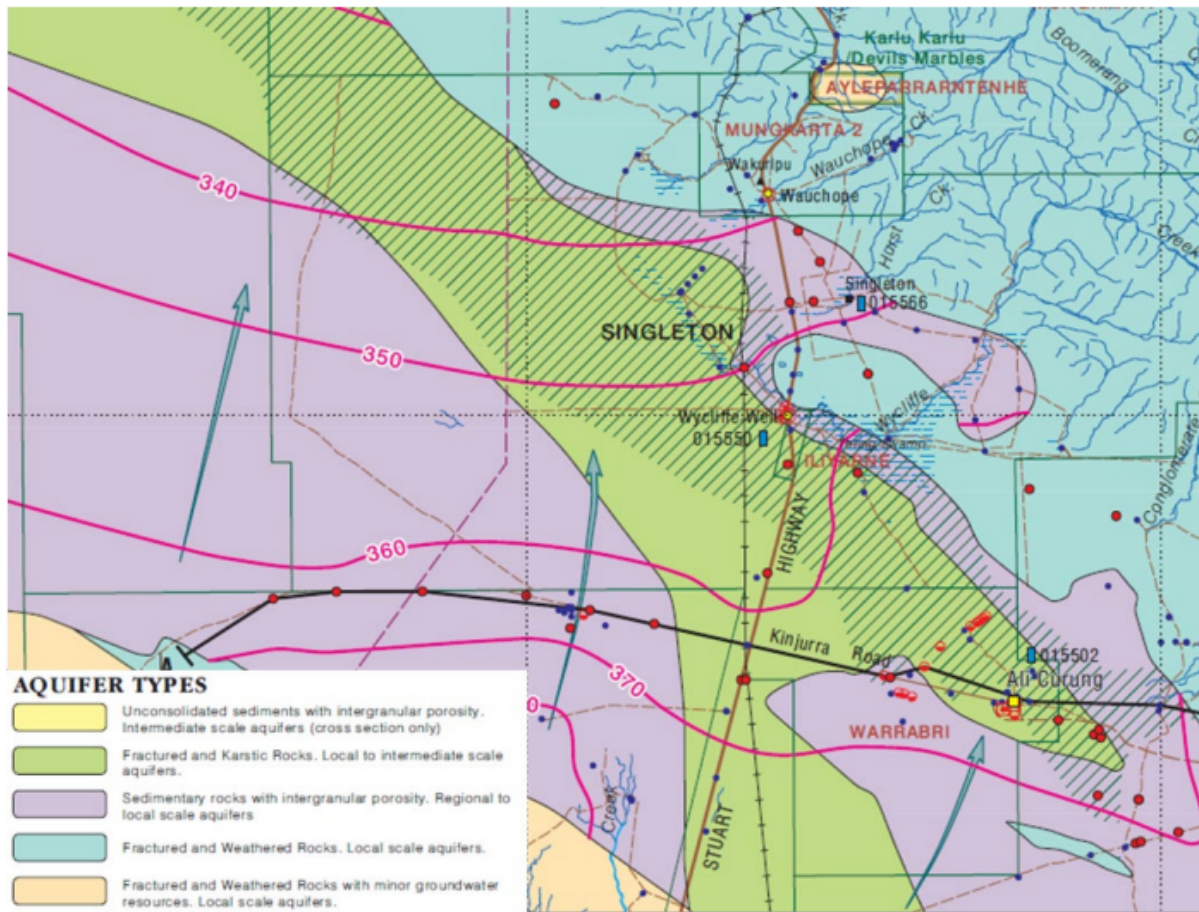 Karlu Karlu
/Devils Marbles
Boomerang
AYLEPARRARNTENHE
MUNGKARTA 2
Wauchope Ck.
Wakurlpu
Wauchope
Ck.
Horst
Creek
340
Singleton
015566
SINGLETON
350
Wycliffe
Wycliffe Well
015550
ILIYARNE
Conglomerate
360
HIGHWAY
Kinjurra Road
015502
Ali Curung
A
370
WARRABRI
Creek
STUART
AQUIFER TYPES
Unconsolidated sediments with intergranular porosity.
Intermediate scale aquifers (cross section only)
Fractured and Karstic Rocks. Local to intermediate scale
aquifers.
Sedimentary rocks with intergranular porosity. Regional to
local scale aquifers
Fractured and Weathered Rocks. Local scale aquifers.
Fractured and Weathered Rocks with minor groundwater
resources. Local scale aquifers.